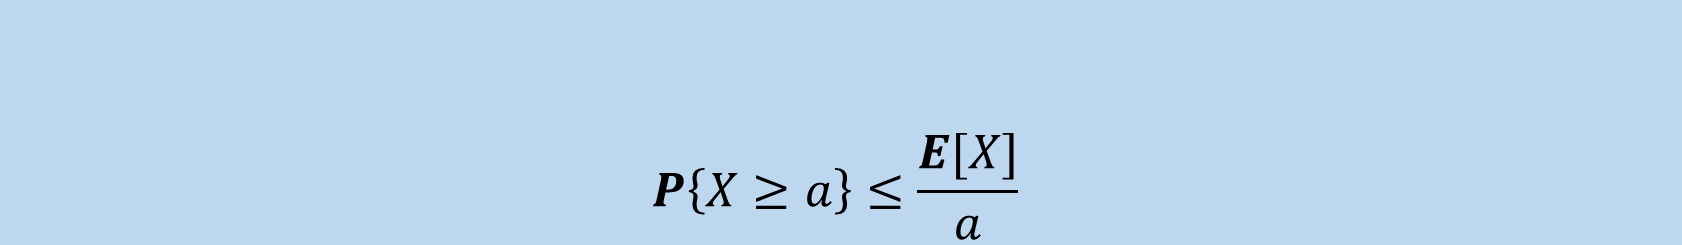 P{X ≥ a} ≤ E[X]/a